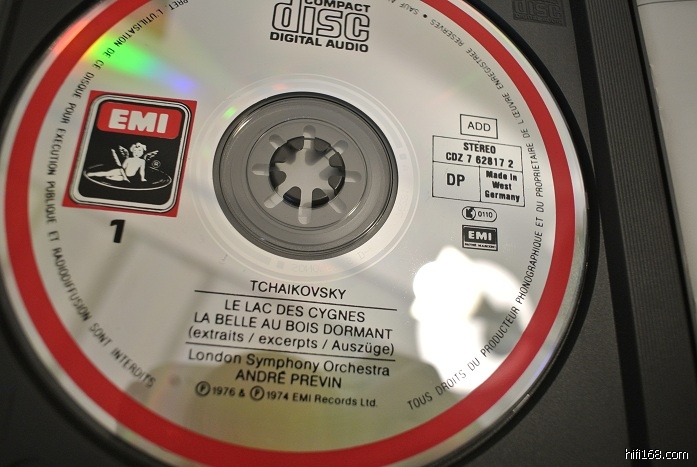 COMPACT
disc
DIGITAL AUDIO
EMI
1
ADD
STEREO
CDZ 7 62817 2
DP
Made in
West
Germany
K 0110
EMI
TCHAIKOVSKY
LE LAC DES CYGNES
LA BELLE AU BOIS DORMANT
(extraits / excerpts / Auszüge)
London Symphony Orchestra
ANDRÉ PREVIN
Ⓟ 1976 & Ⓟ 1974 EMI Records Ltd.
TOUS DROITS DU PRODUCTEUR PHONOGRAPHIQUE ET DU PROPRIETAIRE DE L'ŒUVRE ENREGISTREE RESERVES • SAUF
PRET, L'UTILISATION DE CE DISQUE POUR EXECUTION PUBLIQUE ET RADIODIFFUSION SONT INTERDITS
hifi168.com